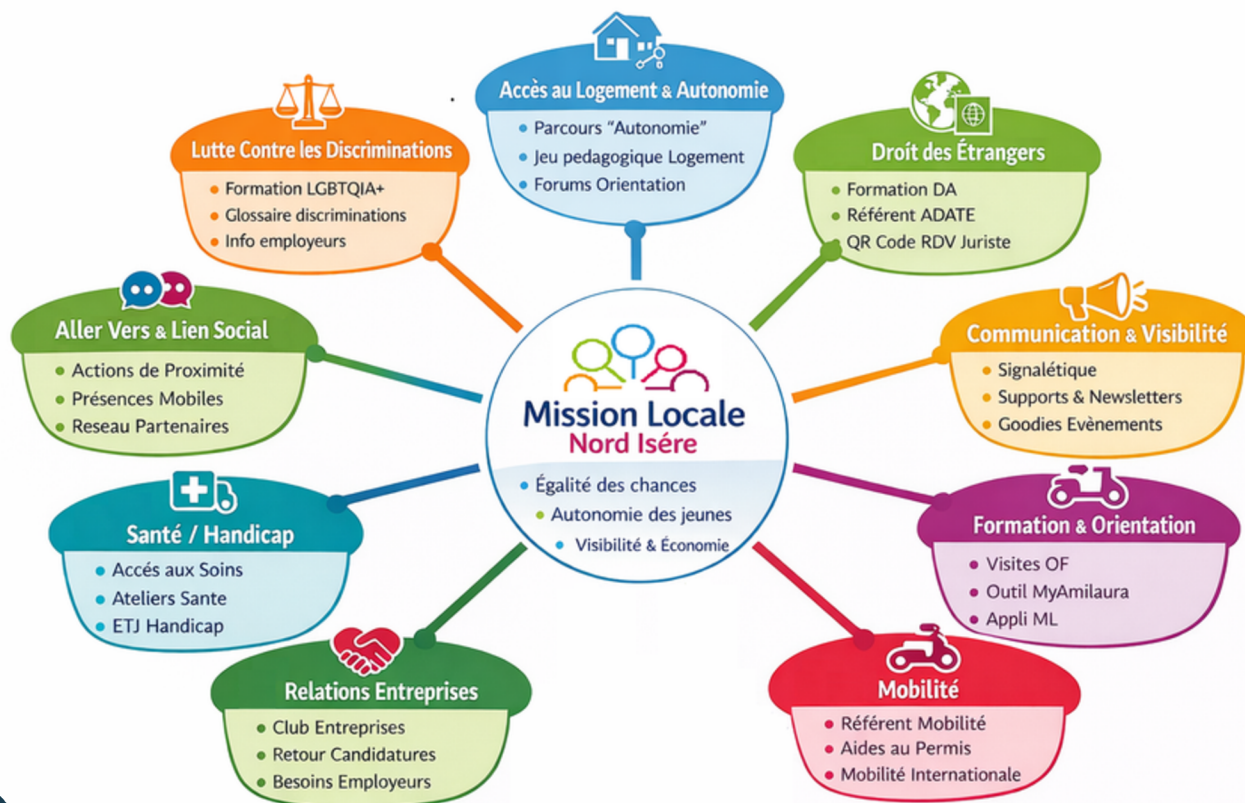 Accès au Logement & Autonomie
• Parcours "Autonomie"
• Jeu pedagogique Logement
• Forums Orientation
Lutte Contre les Discriminations
• Formation LGBTQIA+
• Glossaire discriminations
• Info employeurs
Droit des Étrangers
• Formation DA
• Référent ADATE
• QR Code RDV Juriste
Aller Vers & Lien Social
• Actions de Proximité
• Présences Mobiles
• Reseau Partenaires
Communication & Visibilité
• Signalétique
• Supports & Newsletters
• Goodies Evènements
Mission Locale
Nord Isére
• Égalité des chances
• Autonomie des jeunes
• Visibilité & Économie
Santé / Handicap
• Accés aux Soins
• Ateliers Sante
• ETJ Handicap
Formation & Orientation
• Visites OF
• Outil MyAmilaura
• Appli ML
Relations Entreprises
• Club Entreprises
• Retour Candidatures
• Besoins Employeurs
Mobilité
• Référent Mobilité
• Aides au Permis
• Mobilité Internationale